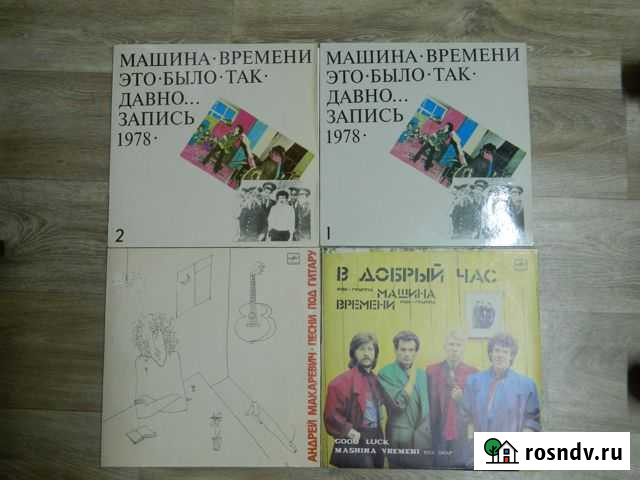 МАШИНА·ВРЕМЕНИ
ЭТО·БЫЛО·ТАК·
ДАВНО...
ЗАПИСЬ
1978·
2
МАШИНА·ВРЕМЕНИ
ЭТО·БЫЛО·ТАК·
ДАВНО...
ЗАПИСЬ
1978·
1
АНДРЕЙ МАКАРЕВИЧ·ПЕСНИ ПОД ГИТАРУ
В ДОБРЫЙ ЧАС
МАШИНА
ВРЕМЕНИ
GOOD LUCK
MASHINA VREMENI
rosndv.ru